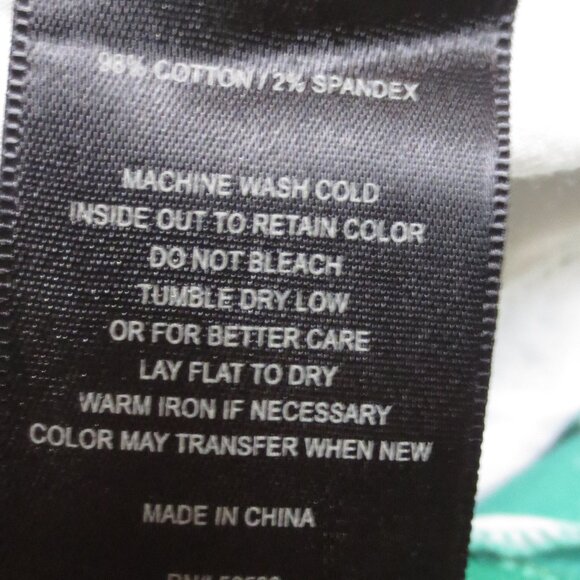 98% COTTON / 2% SPANDEX
MACHINE WASH COLD
INSIDE OUT TO RETAIN COLOR
DO NOT BLEACH
TUMBLE DRY LOW
OR FOR BETTER CARE
LAY FLAT TO DRY
WARM IRON IF NECESSARY
COLOR MAY TRANSFER WHEN NEW
MADE IN CHINA